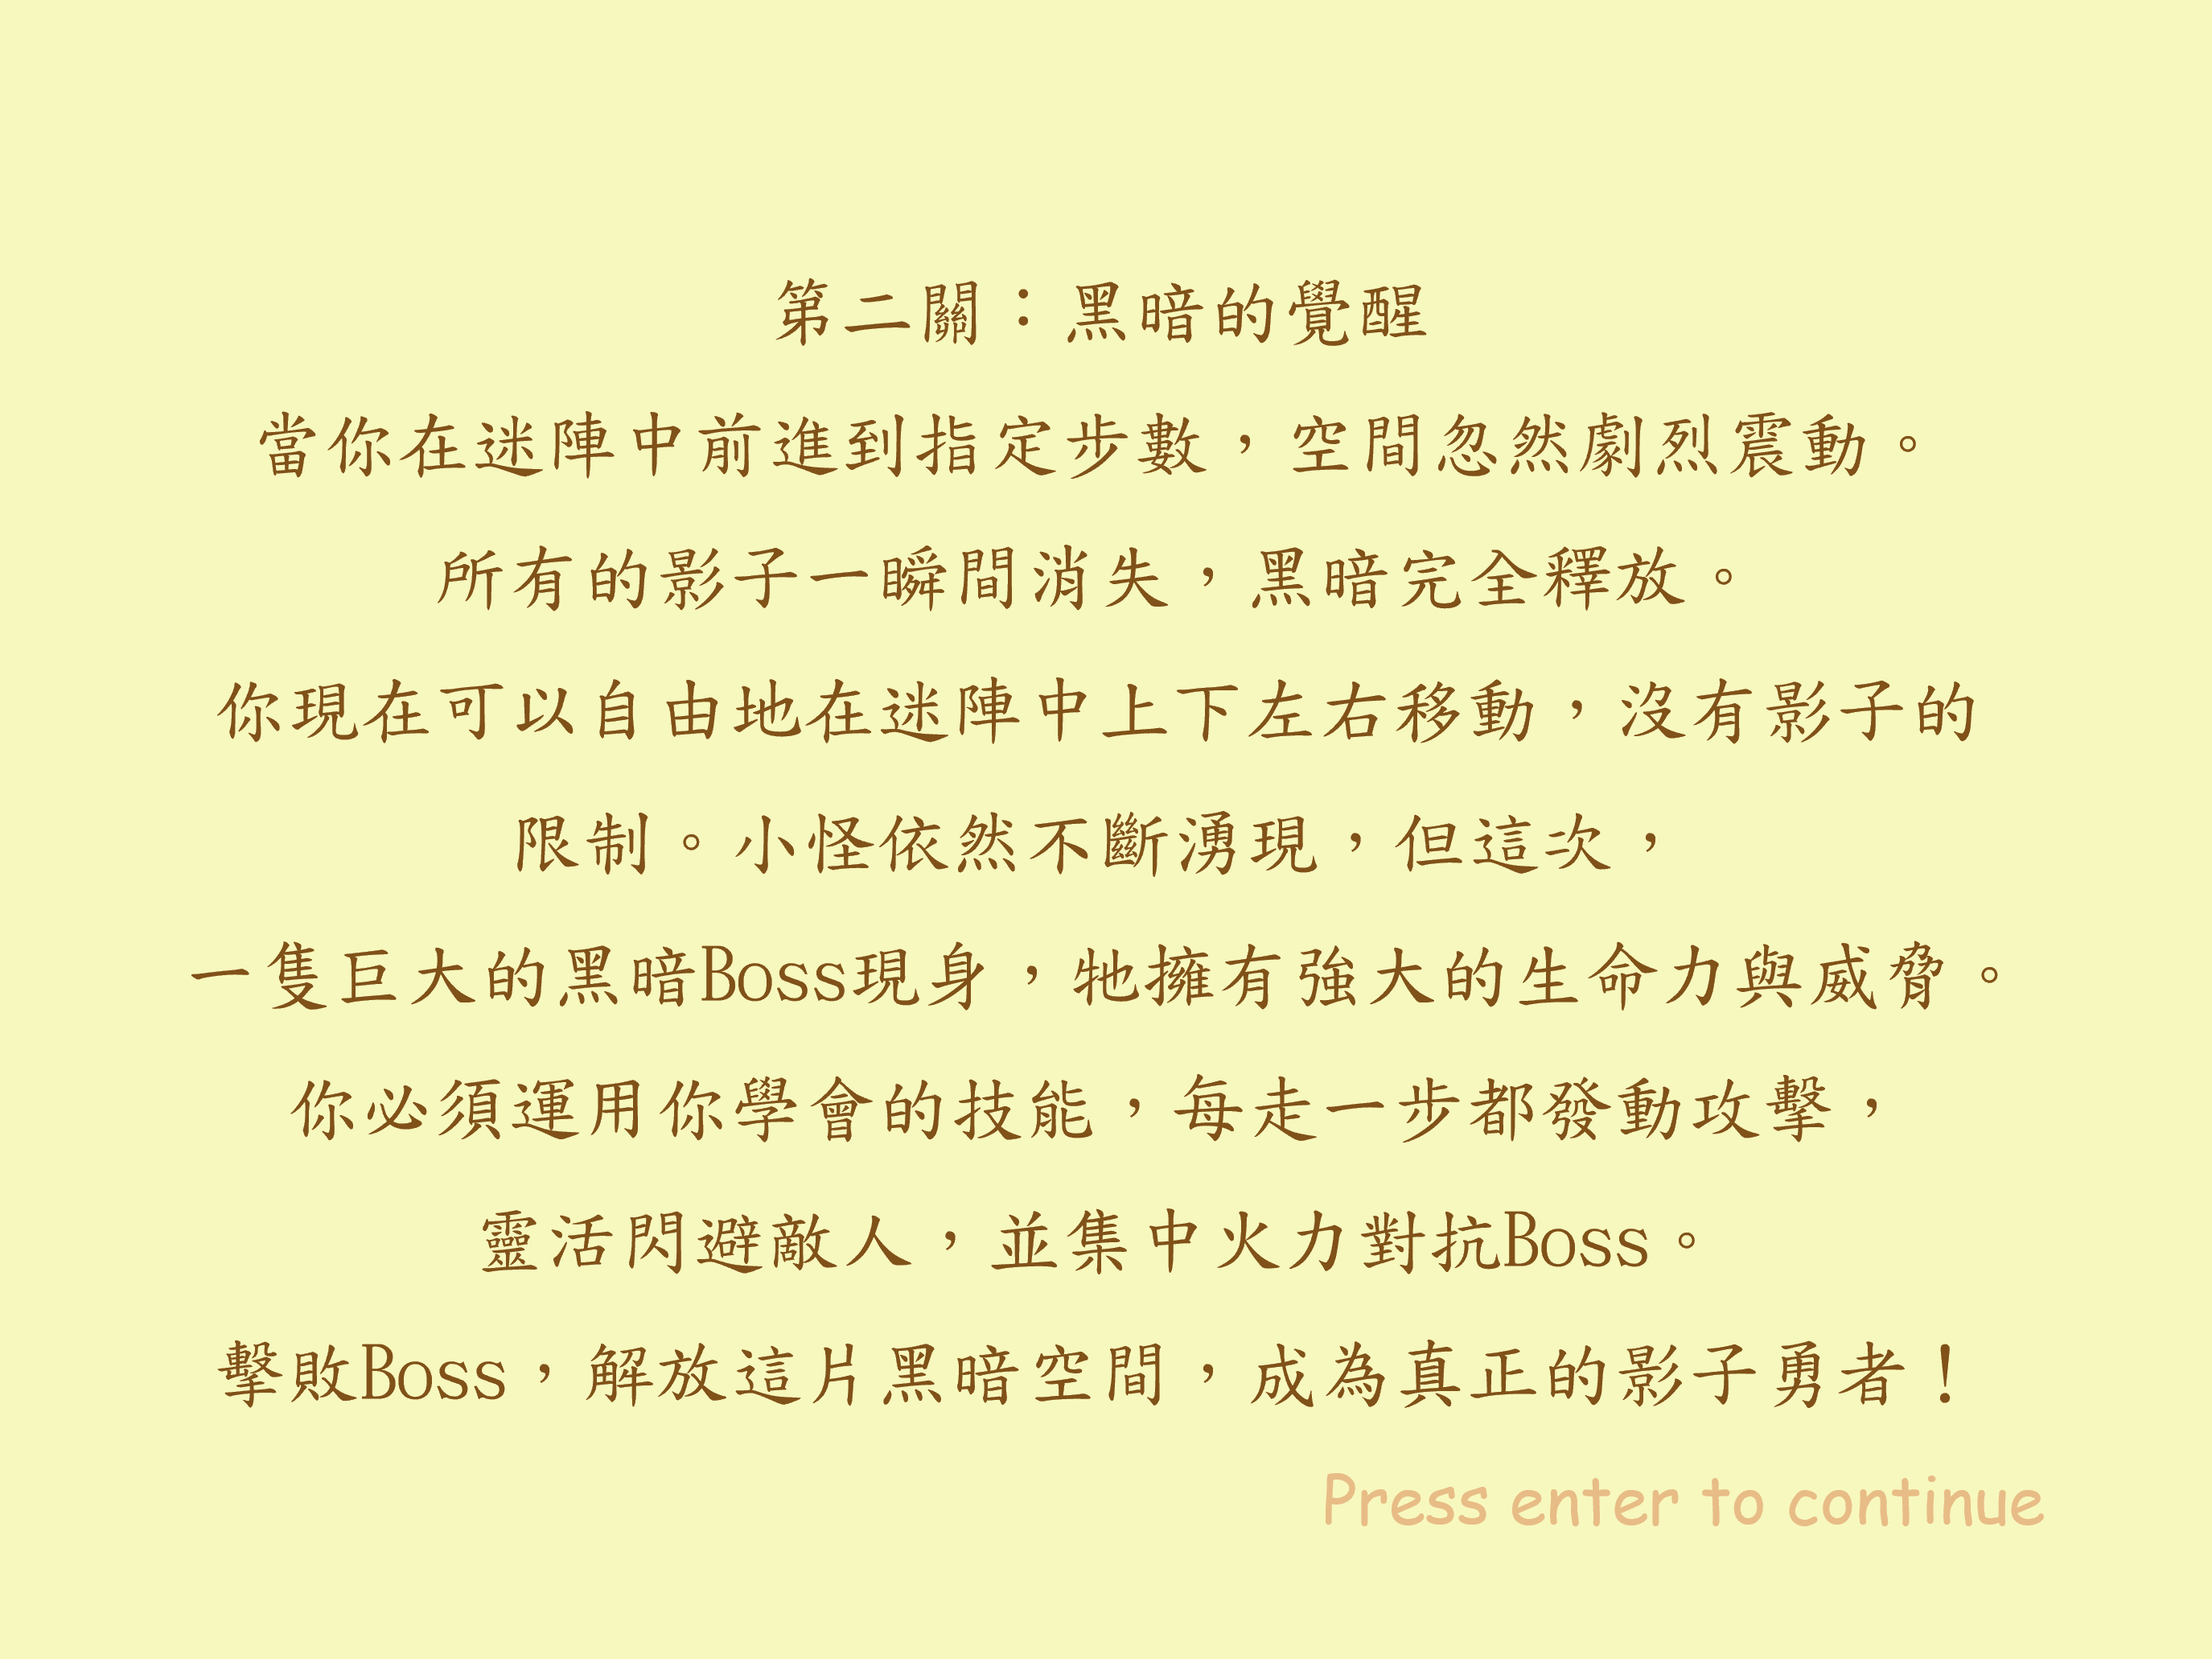 第二關：黑暗的覺醒
當你在迷陣中前進到指定步數，空間忽然劇烈震動。
所有的影子一瞬間消失，黑暗完全釋放。
你現在可以自由地在迷陣中上下左右移動，沒有影子的
限制。小怪依然不斷湧現，但這次，
一隻巨大的黑暗Boss現身，牠擁有強大的生命力與威脅。
你必須運用你學會的技能，每走一步都發動攻擊，
靈活閃避敵人，並集中火力對抗Boss。
擊敗Boss，解放這片黑暗空間，成為真正的影子勇者！
Press enter to continue